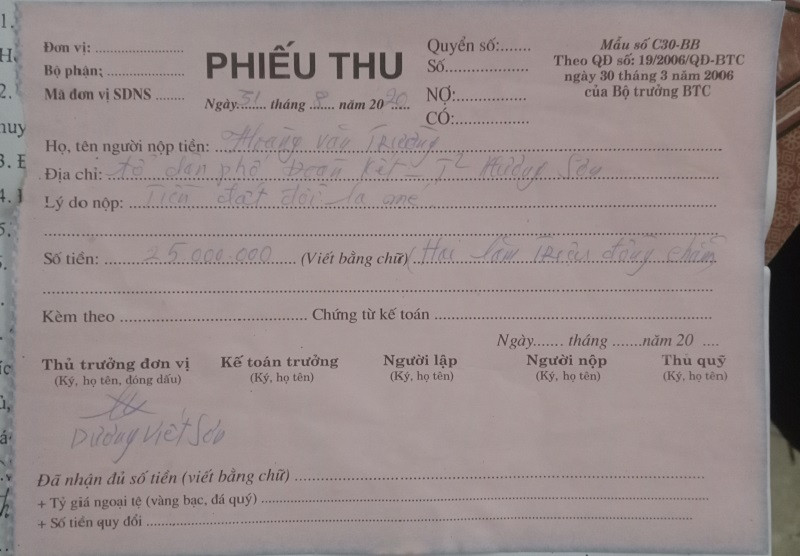 Đơn vị: ........................
Bộ phận: .....................
Mã đơn vị SDNS ........
PHIẾU THU
Ngày 31 tháng 8 năm 2020
Quyển số:.......
Số...................
NỢ:................
CÓ:................
Mẫu số C30-BB
Theo QĐ số: 19/2006/QĐ-BTC
ngày 30 tháng 3 năm 2006
của Bộ trưởng BTC
Họ, tên người nộp tiền: Hoàng Văn Trường
Địa chỉ: tổ dân phố Đoàn Kết - T2 Hương Sơn
Lý do nộp: Tiền đất đồi
Số tiền: 25.000.000 (Viết bằng chữ) (Hai lăm triệu đồng chẵn
Kèm theo ........................ Chứng từ kế toán ........................
Ngày....... tháng .......năm 20 ....
Thủ trưởng đơn vị Kế toán trưởng Người lập Người nộp Thủ quỹ
(Ký, họ tên, đóng dấu) (Ký, họ tên) (Ký, họ tên) (Ký, họ tên) (Ký, họ tên)
Dương Viết Sơn
Đã nhận đủ số tiền (viết bằng chữ) ........................
+ Tỷ giá ngoại tệ (vàng bạc, đá quý) ........................
+ Số tiền quy đổi ........................